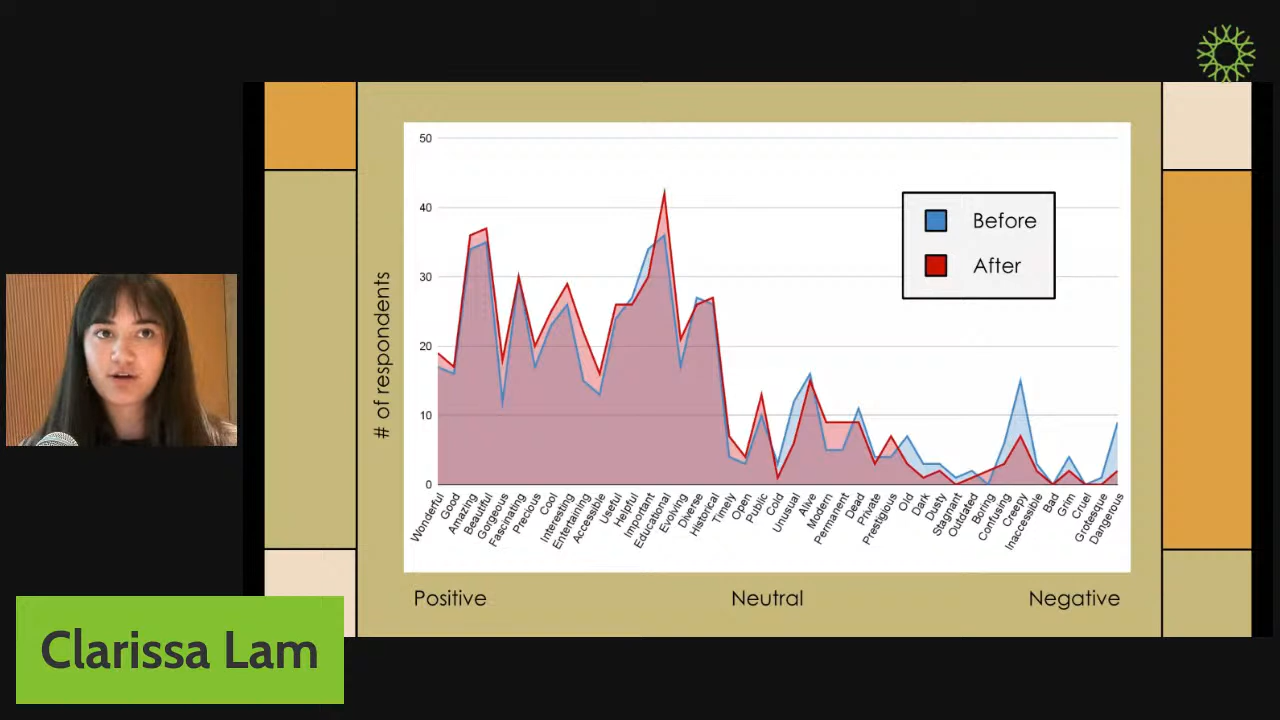 50
40
30
20
10
0
# of respondents
Before
After
Wonderful
Good
Amazing
Beautiful
Gorgeous
Fascinating
Precious
Cool
Interesting
Entertaining
Accessible
Useful
Helpful
Important
Educational
Evolving
Diverse
Historical
Timely
Open
Public
Cold
Unusual
Alive
Modern
Permanent
Dead
Private
Prestigious
Old
Dark
Dusty
Stagnant
Outdated
Boring
Confusing
Creepy
Inaccessible
Bad
Grim
Cruel
Grotesque
Dangerous
Positive
Neutral
Negative
Clarissa Lam